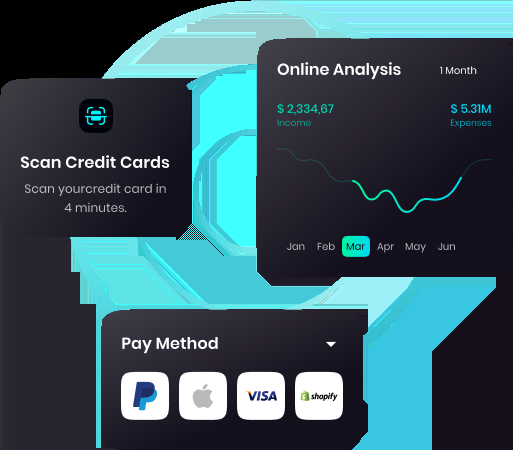 Online Analysis
1 Month
$ 2,334,67
Income
$ 5.31M
Expenses
Jan Feb Mar Apr May Jun
Scan Credit Cards
Scan yourcredit card in
4 minutes.
Pay Method
VISA
shopify